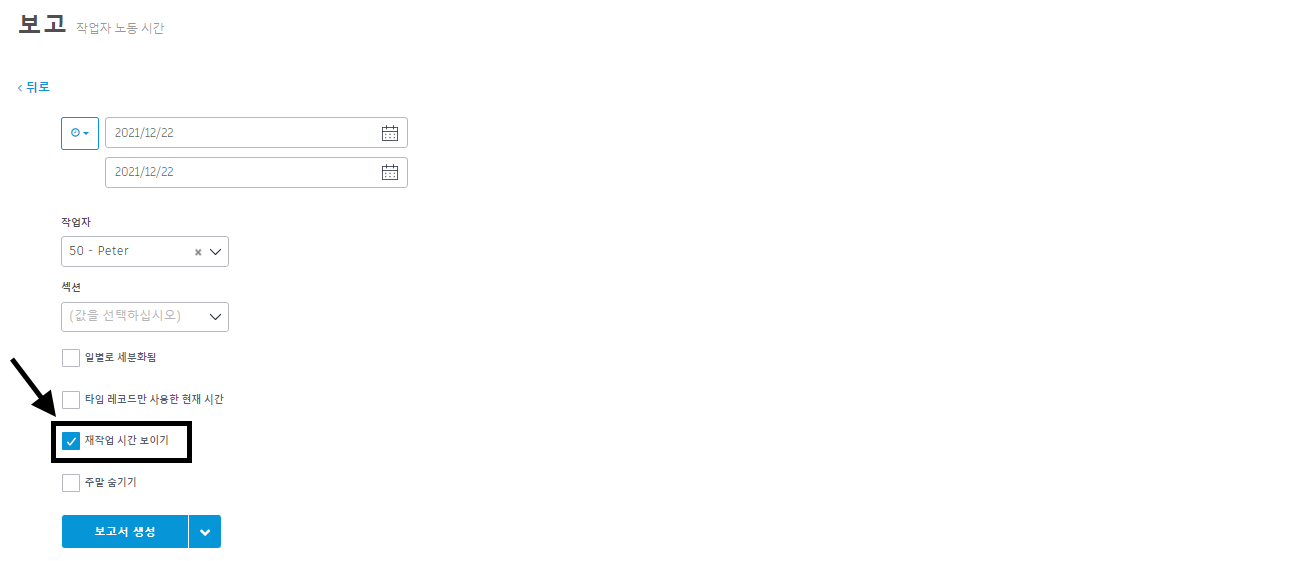 보고 작업자 노동 시간
뒤로
2021/12/22
2021/12/22
작업자
50 - Peter
섹션
(값을 선택하십시오)
일별로 세분화됨
타임 레코드만 사용한 현재 시간
재작업 시간 보이기
주말 숨기기
보고서 생성